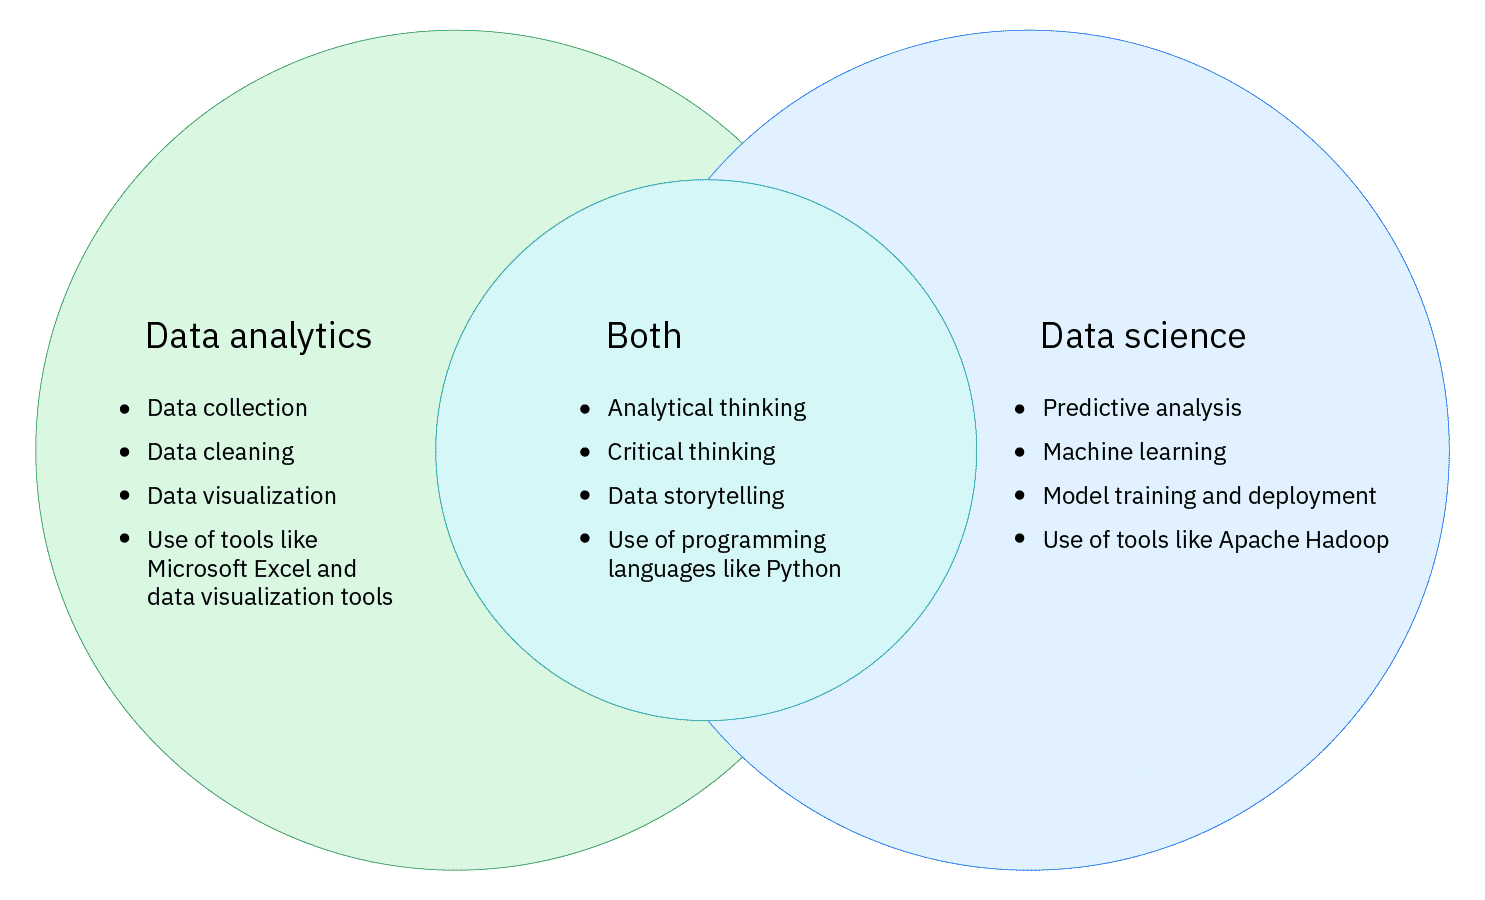 Data analytics
• Data collection
• Data cleaning
• Data visualization
• Use of tools like
Microsoft Excel and
data visualization tools
Both
• Analytical thinking
• Critical thinking
• Data storytelling
• Use of programming
languages like Python
Data science
• Predictive analysis
• Machine learning
• Model training and deployment
• Use of tools like Apache Hadoop